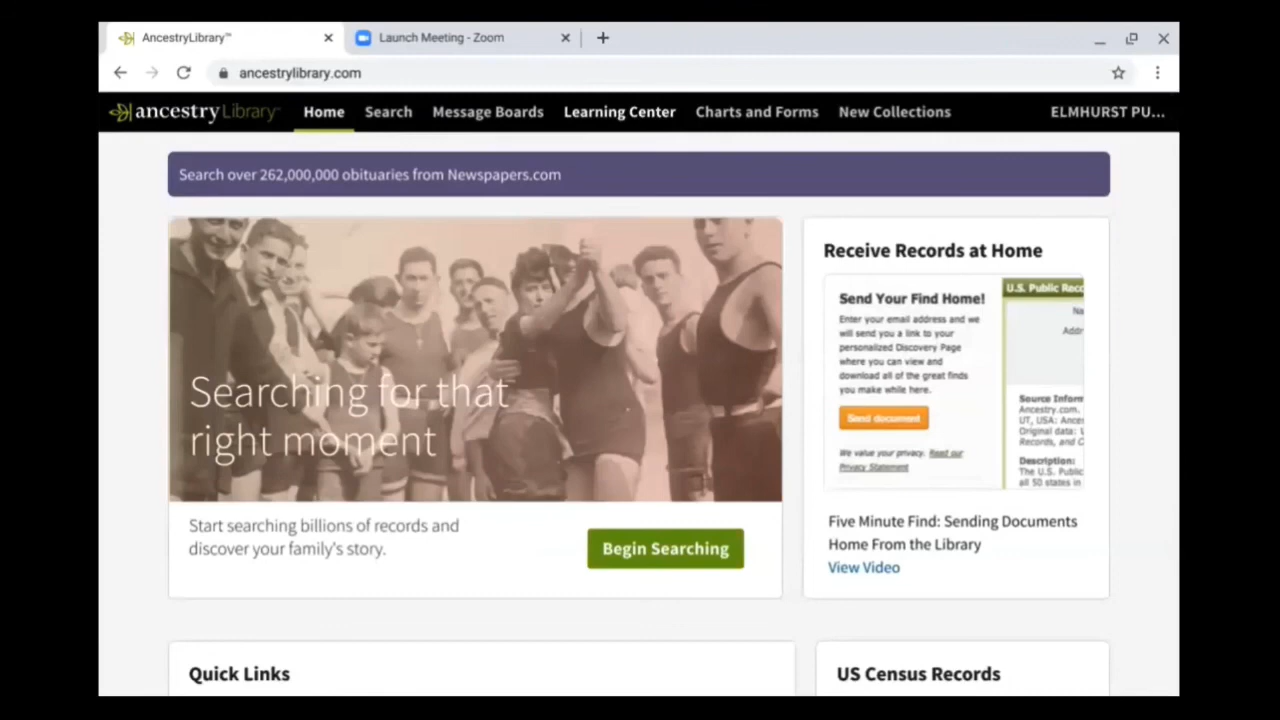 AncestryLibrary™
Launch Meeting - Zoom
ancestrylibrary.com
ancestryLibrary
Home
Search
Message Boards
Learning Center
Charts and Forms
New Collections
ELMHURST PU...
Search over 262,000,000 obituaries from Newspapers.com
Searching for that
right moment
Start searching billions of records and
discover your family's story.
Begin Searching
Receive Records at Home
Send Your Find Home!
Enter your email address and we
will send you a link to your
personalized Discovery Page
where you can view and
download all of the great finds
you make while here.
Send document
We value your privacy. Read our
Privacy Statement
U.S. Public Reco
Na
Addr
Source Inform
Ancestry.com.
UT, USA: Ances
Original data: V
Records, and C
Description:
The U.S. Public
all 50 states in
Five Minute Find: Sending Documents
Home From the Library
View Video
Quick Links
US Census Records